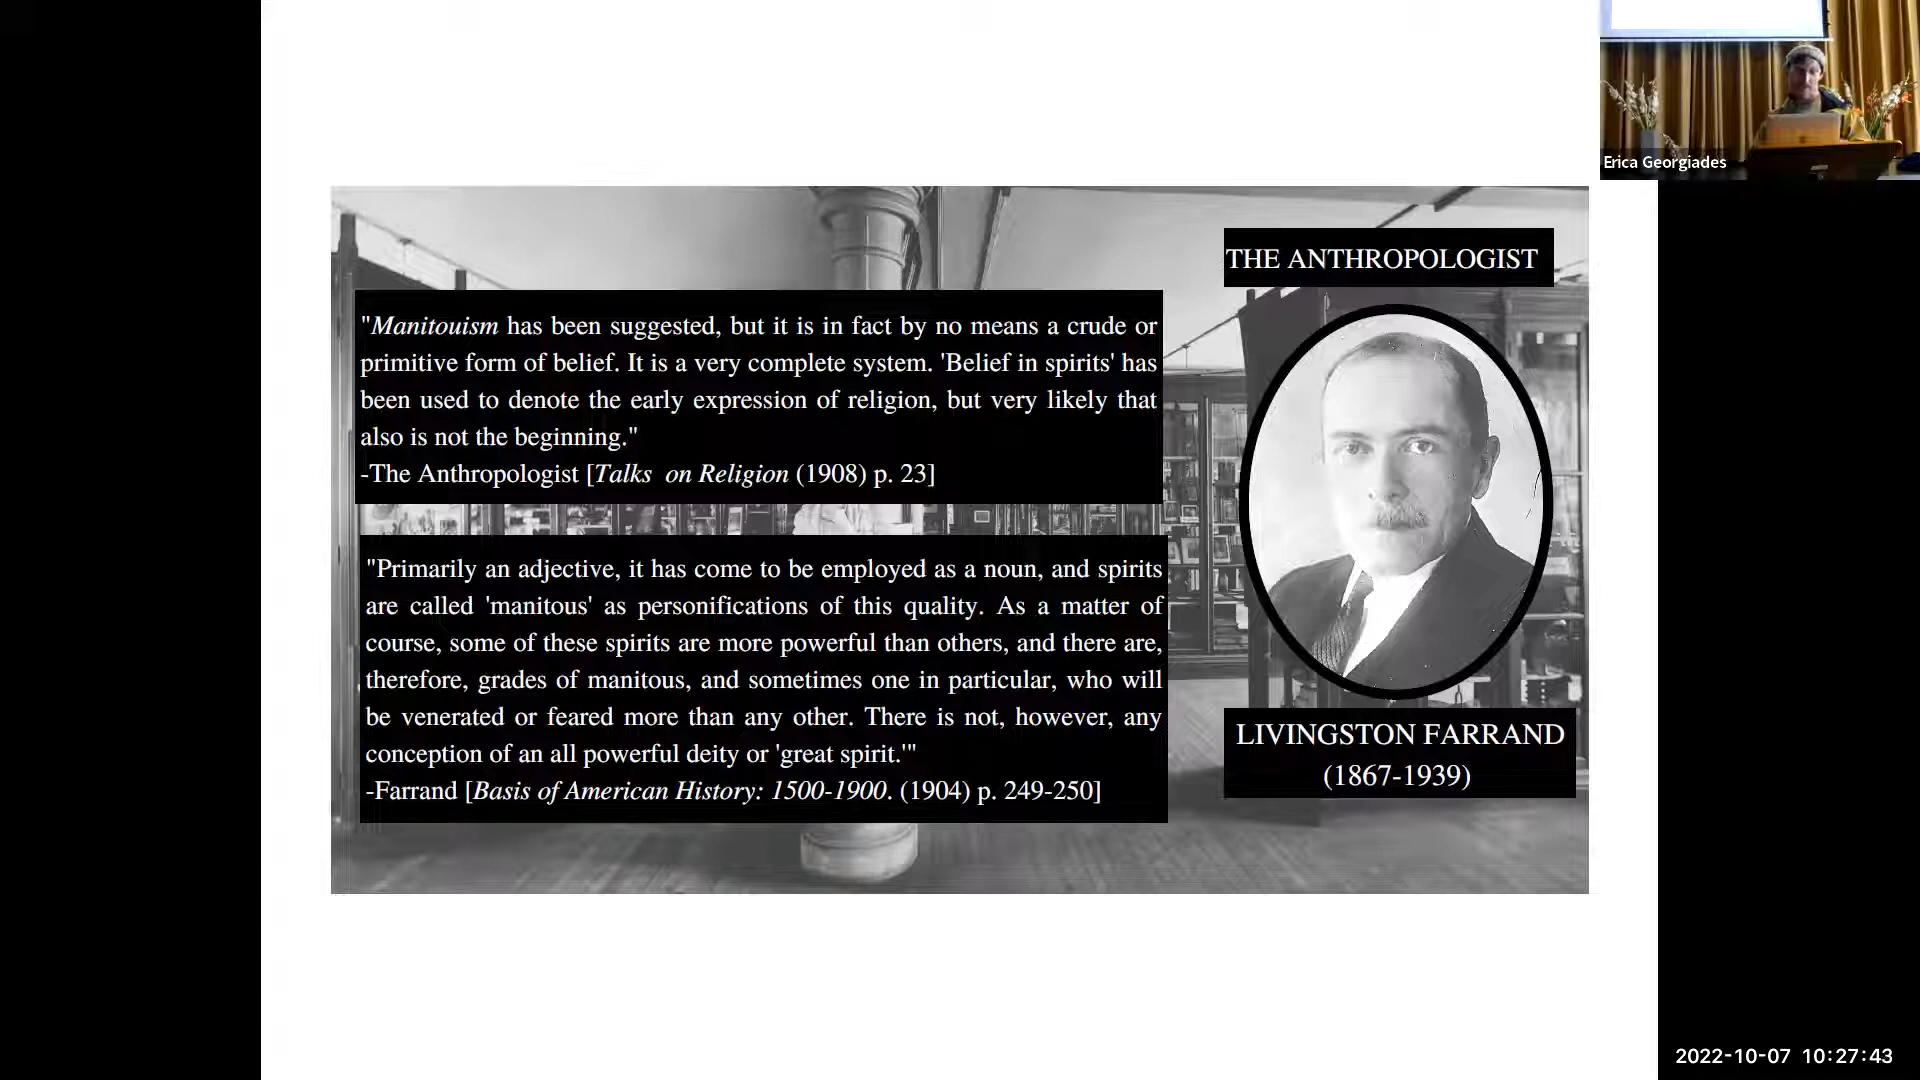 Erica Georgiades
THE ANTHROPOLOGIST
"Manitouism has been suggested, but it is in fact by no means a crude or
primitive form of belief. It is a very complete system. 'Belief in spirits' has
been used to denote the early expression of religion, but very likely that
also is not the beginning."
-The Anthropologist [Talks on Religion (1908) p. 23]
"Primarily an adjective, it has come to be employed as a noun, and spirits
are called 'manitous' as personifications of this quality. As a matter of
course, some of these spirits are more powerful than others, and there are,
therefore, grades of manitous, and sometimes one in particular, who will
be venerated or feared more than any other. There is not, however, any
conception of an all powerful deity or 'great spirit.'"
-Farrand [Basis of American History: 1500-1900. (1904) p. 249-250]
LIVINGSTON FARRAND
(1867-1939)
2022-10-07 10:27:43